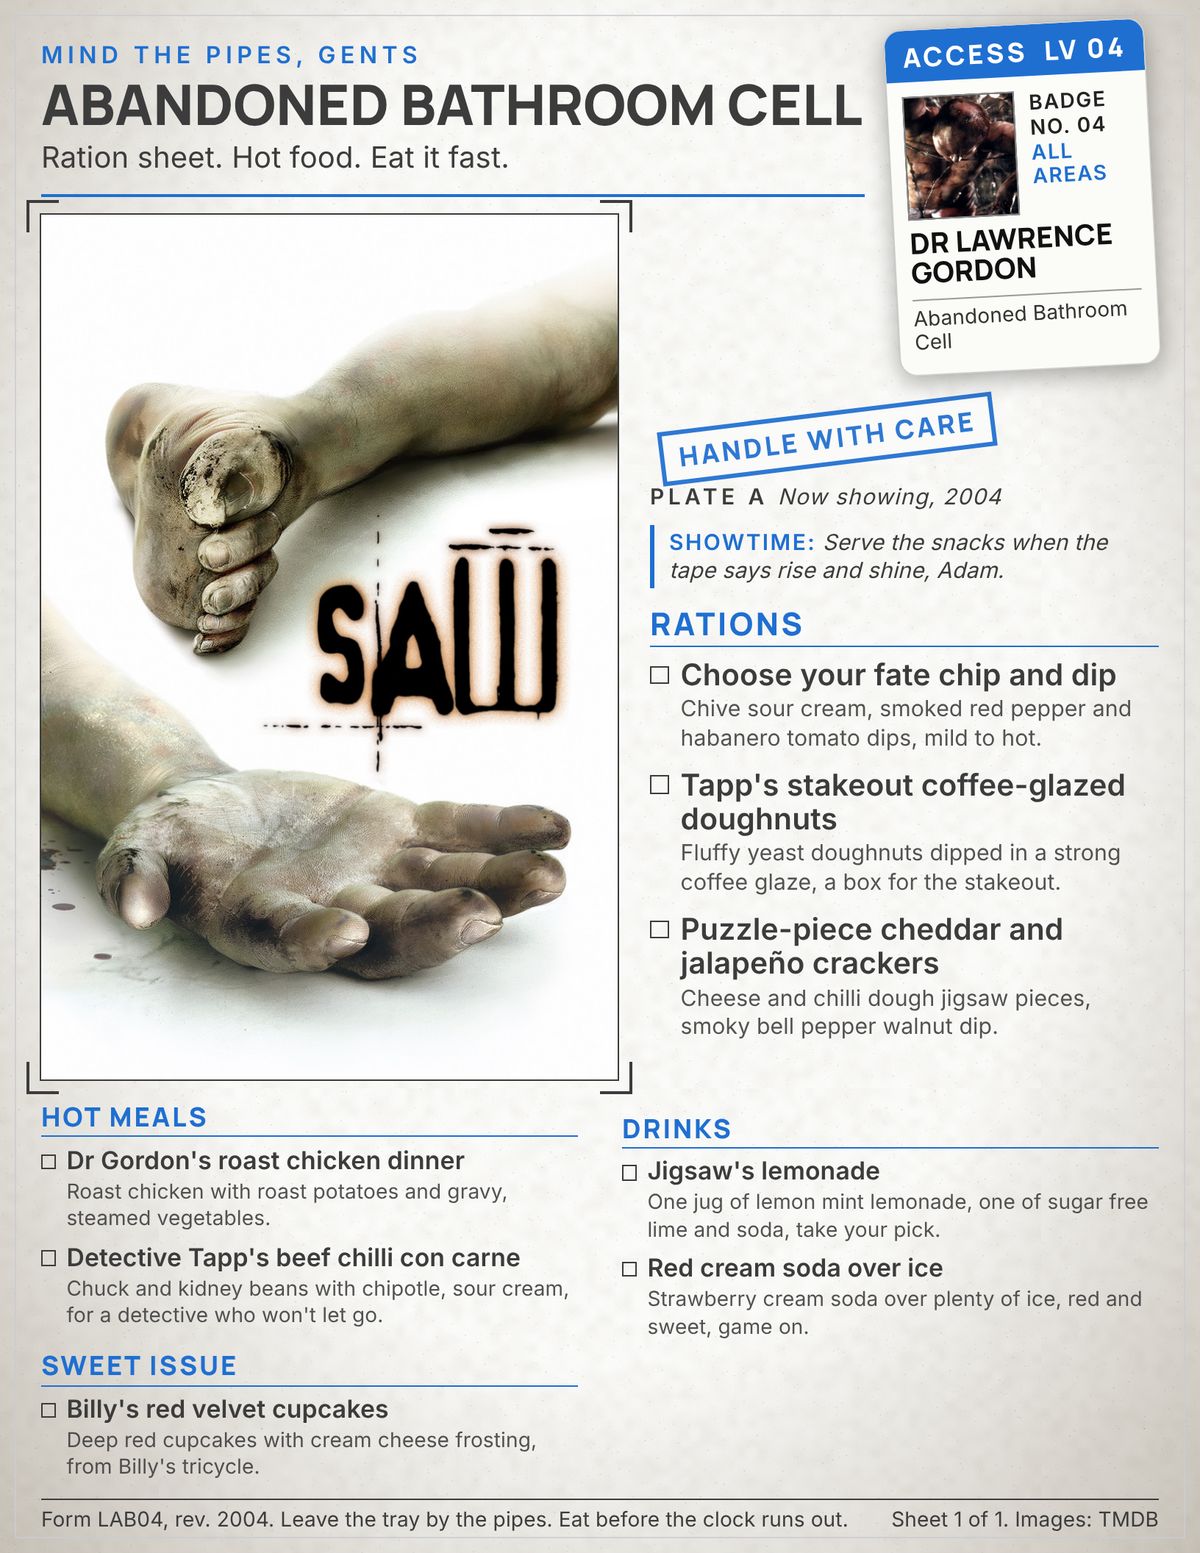 MIND THE PIPES, GENTS
ABANDONED BATHROOM CELL
Ration sheet. Hot food. Eat it fast.
ACCESS LV 04
BADGE
NO. 04
ALL
AREAS
DR LAWRENCE
GORDON
Abandoned Bathroom
Cell
SAW
HANDLE WITH CARE
PLATE A Now showing, 2004
SHOWTIME: Serve the snacks when the
tape says rise and shine, Adam.
RATIONS
Choose your fate chip and dip
Chive sour cream, smoked red pepper and
habanero tomato dips, mild to hot.
Tapp's stakeout coffee-glazed
doughnuts
Fluffy yeast doughnuts dipped in a strong
coffee glaze, a box for the stakeout.
Puzzle-piece cheddar and
jalapeño crackers
Cheese and chilli dough jigsaw pieces,
smoky bell pepper walnut dip.
HOT MEALS
Dr Gordon's roast chicken dinner
Roast chicken with roast potatoes and gravy,
steamed vegetables.
Detective Tapp's beef chilli con carne
Chuck and kidney beans with chipotle, sour cream,
for a detective who won't let go.
SWEET ISSUE
Billy's red velvet cupcakes
Deep red cupcakes with cream cheese frosting,
from Billy's tricycle.
DRINKS
Jigsaw's lemonade
One jug of lemon mint lemonade, one of sugar free
lime and soda, take your pick.
Red cream soda over ice
Strawberry cream soda over plenty of ice, red and
sweet, game on.
Form LAB04, rev. 2004. Leave the tray by the pipes. Eat before the clock runs out.
Sheet 1 of 1. Images: TMDB